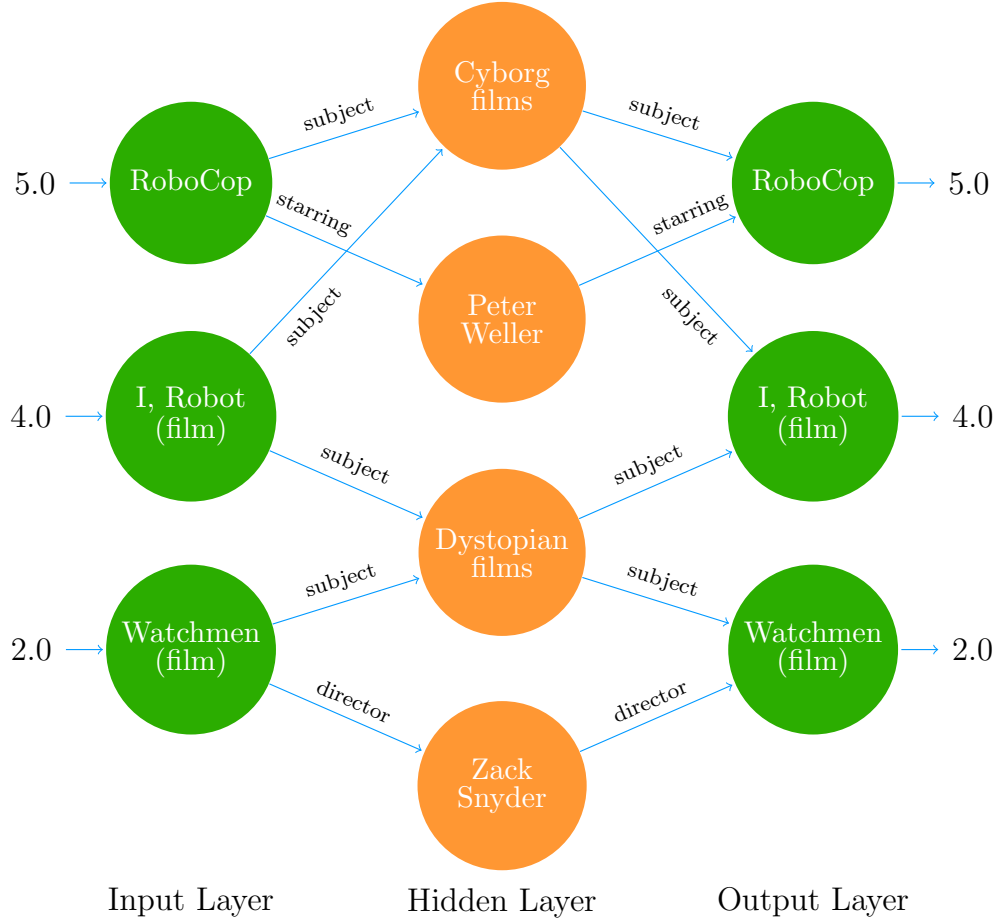 Cyborg
films
subject
subject
5.0
RoboCop
RoboCop
5.0
starring
starring
Peter
Weller
subject
subject
4.0
I, Robot
(film)
I, Robot
(film)
4.0
subject
subject
Dystopian
films
subject
subject
2.0
Watchmen
(film)
Watchmen
(film)
2.0
director
director
Zack
Snyder
Input Layer
Hidden Layer
Output Layer